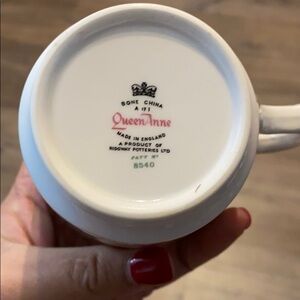 BONE CHINA
Queen Anne
MADE IN ENGLAND
A PRODUCT OF
RIDGWAY POTTERIES LTD
PATT Nº
8540